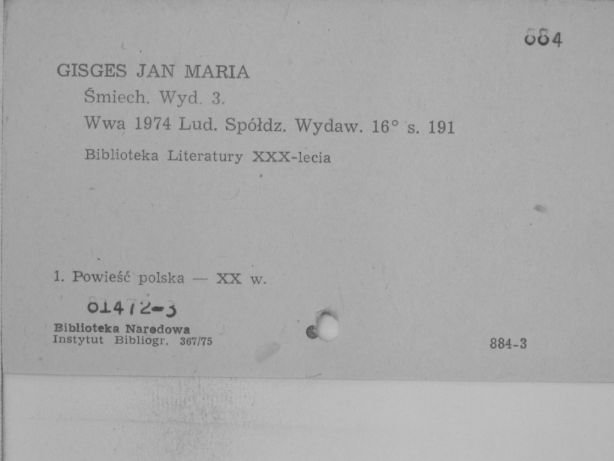 884
GISGES JAN MARIA
Śmiech. Wyd. 3.
Wwa 1974 Lud. Spółdz. Wydaw. 16° s. 191
Biblioteka Literatury XXX-lecia
1. Powieść polska — XX w.
81472-3
Biblioteka Narodowa
Instytut Bibliogr. 367/75
884-3